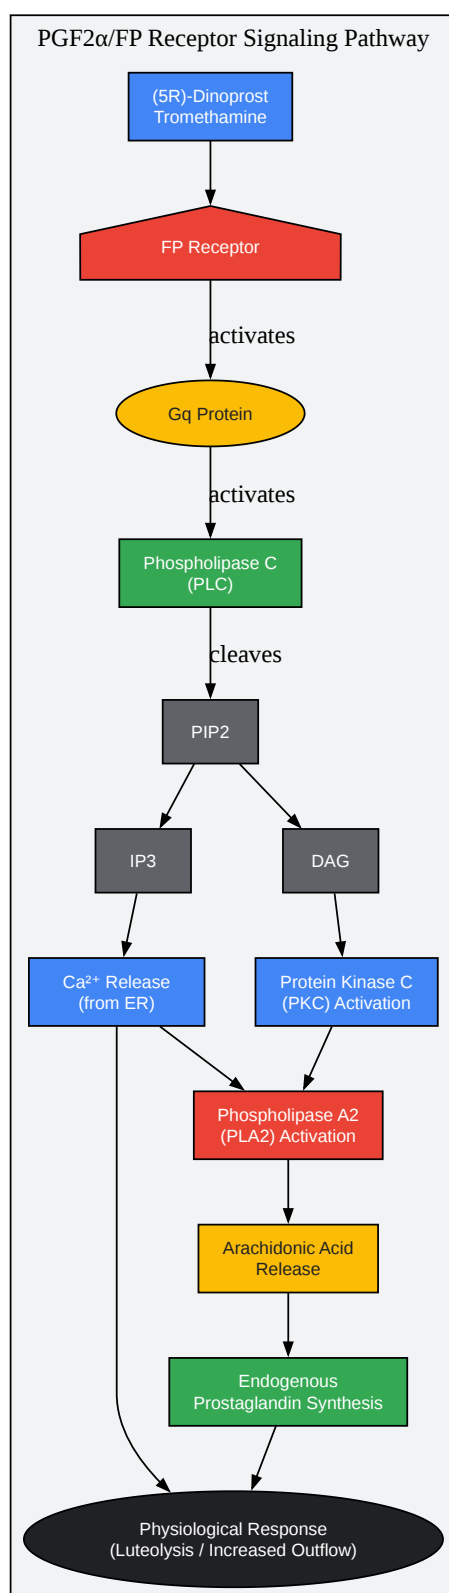 PGF2α/FP Receptor Signaling Pathway
(5R)-Dinoprost
Tromethamine
FP Receptor
activates
Gq Protein
activates
Phospholipase C
(PLC)
cleaves
PIP2
IP3
DAG
Ca²⁺ Release
(from ER)
Protein Kinase C
(PKC) Activation
Phospholipase A2
(PLA2) Activation
Arachidonic Acid
Release
Endogenous
Prostaglandin Synthesis
Physiological Response
(Luteolysis / Increased Outflow)